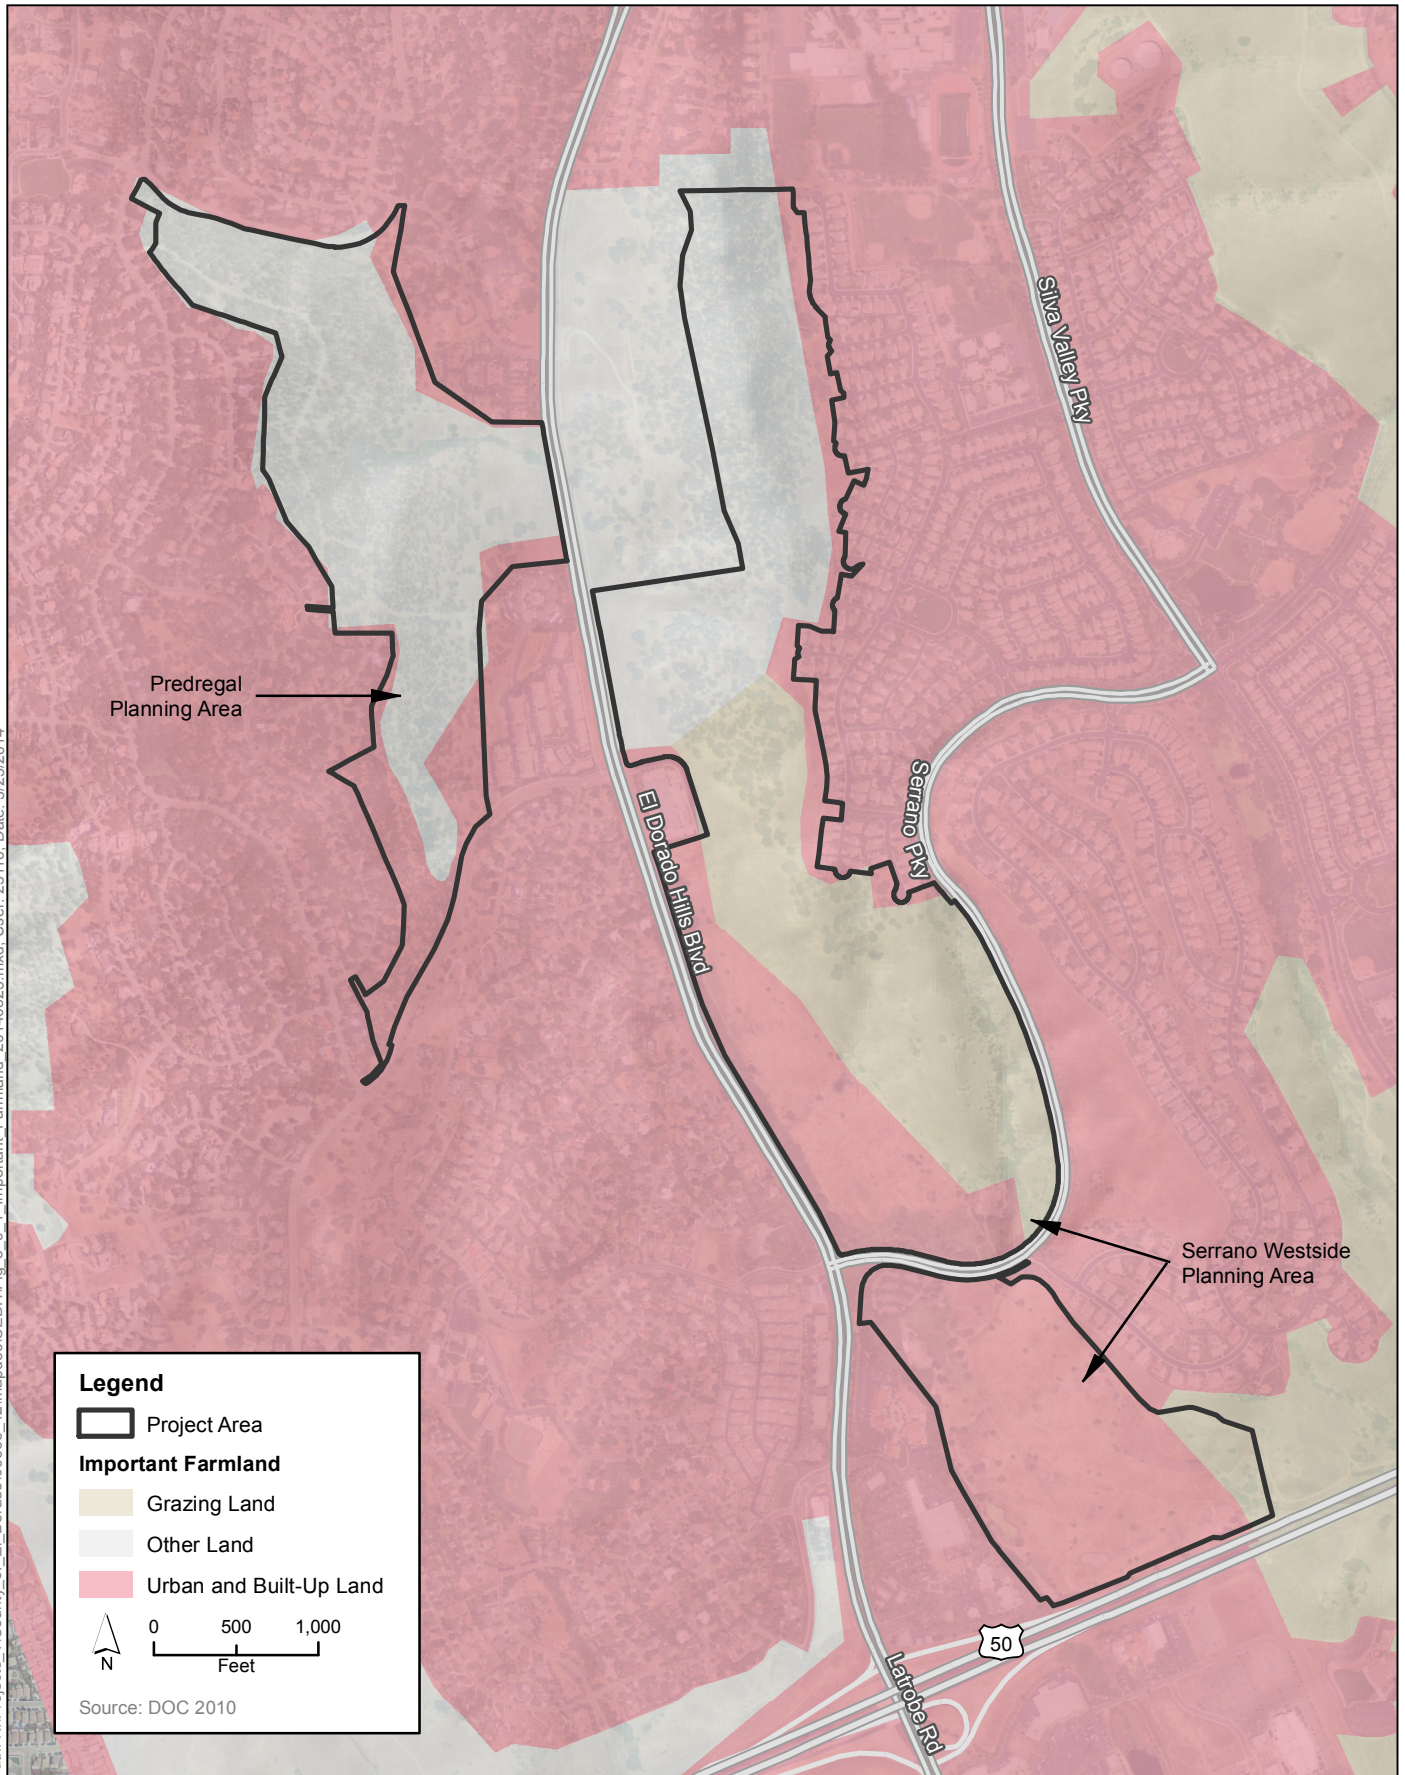 Silva Valley Pky
Predregal
Planning Area
Serrano Pky
El Dorado Hills Blvd
Serrano Westside
Planning Area
Legend
Project Area
Important Farmland
Grazing Land
Other Land
Urban and Built-Up Land
0 500 1,000
N
Feet
Source: DOC 2010
50
Latrobe Rd